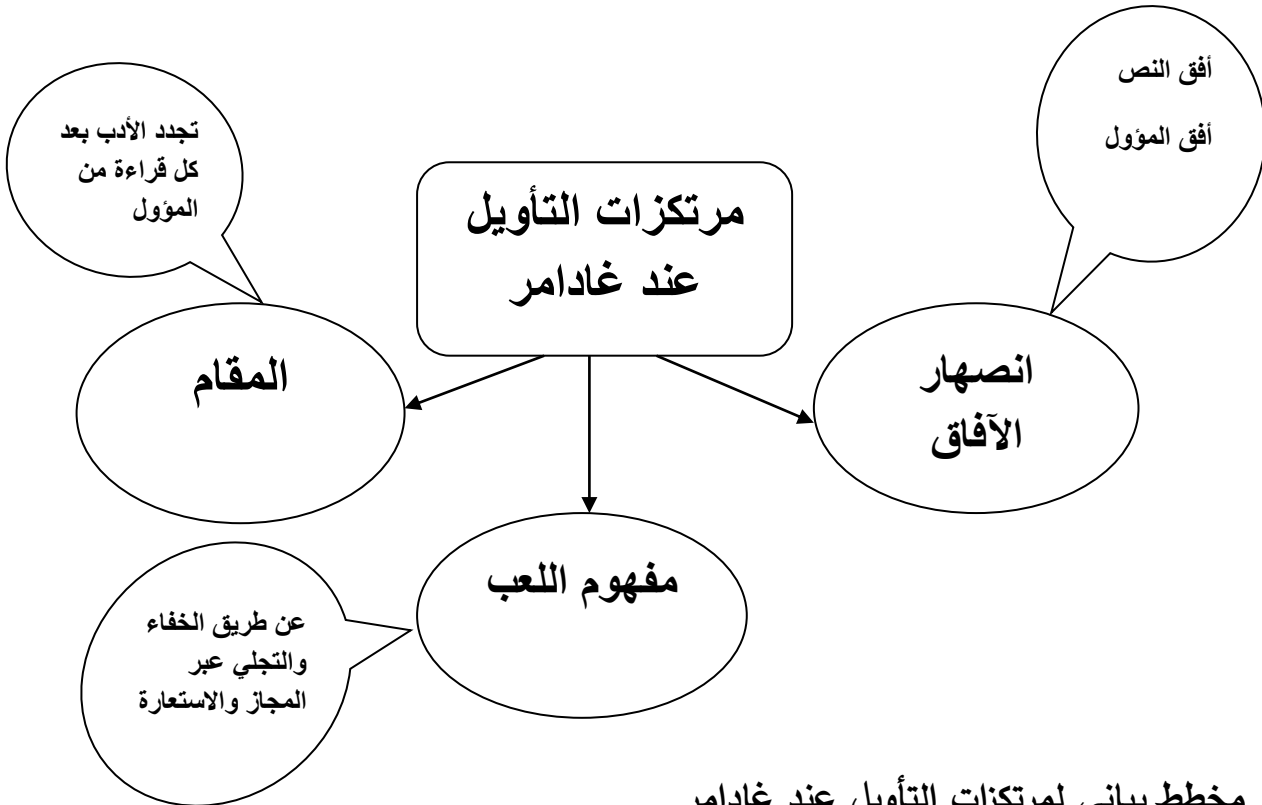 أفق النص
أفق المؤول
تجدد الأدب بعد
كل قراءة من
المؤول
مرتكزات التأويل
عند غادامر
انصهار
الآفاق
المقام
مفهوم اللعب
عن طريق الخفاء
والتجلي عبر
المجاز والاستعارة
مخطط بياني لمرتكزات التأويل عند غادامر